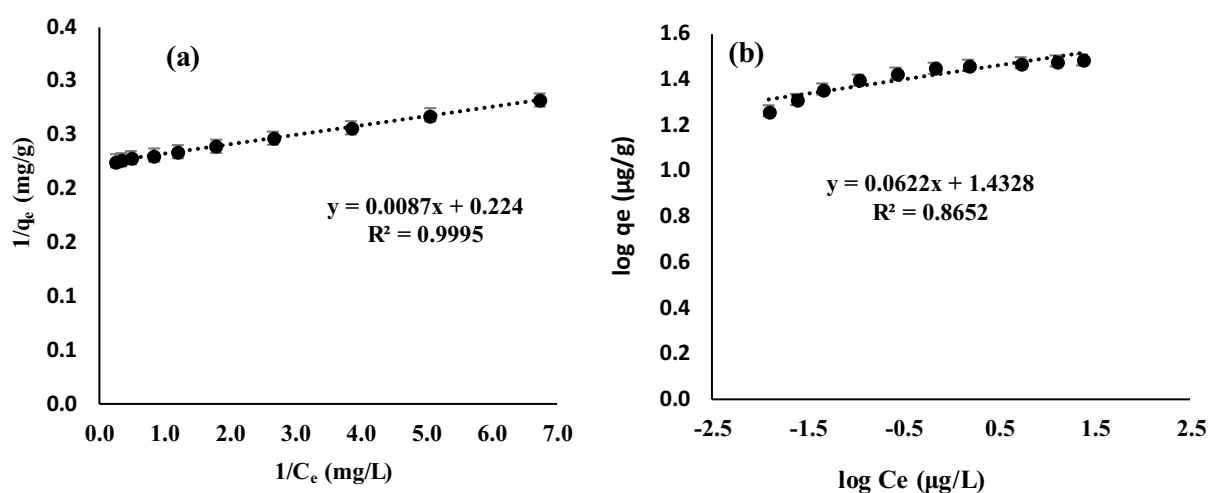 (a)
0.4
0.3
0.3
0.2
0.2
0.1
0.1
0.0
1/qe (mg/g)
y = 0.0087x + 0.224
R² = 0.9995
0.0 1.0 2.0 3.0 4.0 5.0 6.0 7.0
1/Ce (mg/L)
(b)
1.6
1.4
1.2
1.0
0.8
0.6
0.4
0.2
0.0
log qe (µg/g)
y = 0.0622x + 1.4328
R² = 0.8652
-2.5 -1.5 -0.5 0.5 1.5 2.5
log Ce (µg/L)